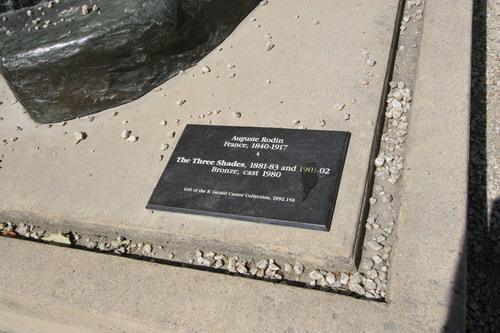 Auguste Rodin
France, 1840-1917
The Three Shades, 1881-83 and 1901-02
Bronze, cast 1980
Gift of the B. Gerald Cantor Collection, 1992.158